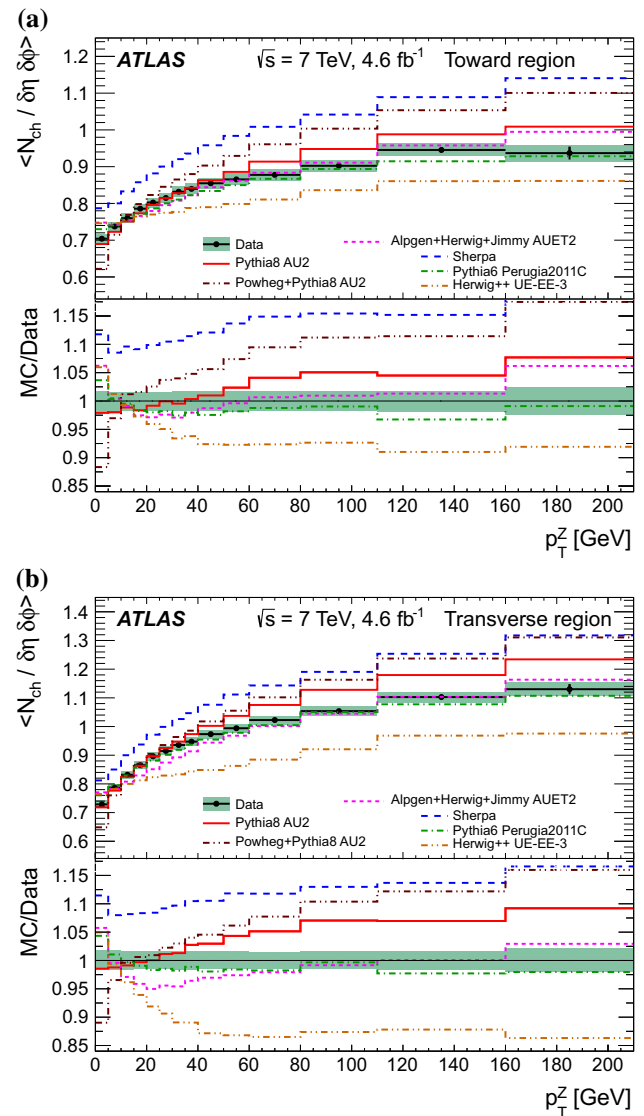 (a)
<N_ch / δη δφ>
1.2
1.1
1
0.9
0.8
0.7
0.6
ATLAS √s = 7 TeV, 4.6 fb⁻¹ Toward region
Data
Pythia8 AU2
Powheg+Pythia8 AU2
Alpgen+Herwig+Jimmy AUET2
Sherpa
Pythia6 Perugia2011C
Herwig++ UE-EE-3
MC/Data
1.15
1.1
1.05
1
0.95
0.9
0.85
0 20 40 60 80 100 120 140 160 180 200
p_T^Z [GeV]
(b)
<N_ch / δη δφ>
1.4
1.3
1.2
1.1
1
0.9
0.8
0.7
0.6
ATLAS √s = 7 TeV, 4.6 fb⁻¹ Transverse region
Data
Pythia8 AU2
Powheg+Pythia8 AU2
Alpgen+Herwig+Jimmy AUET2
Sherpa
Pythia6 Perugia2011C
Herwig++ UE-EE-3
MC/Data
1.15
1.1
1.05
1
0.95
0.9
0.85
0 20 40 60 80 100 120 140 160 180 200
p_T^Z [GeV]